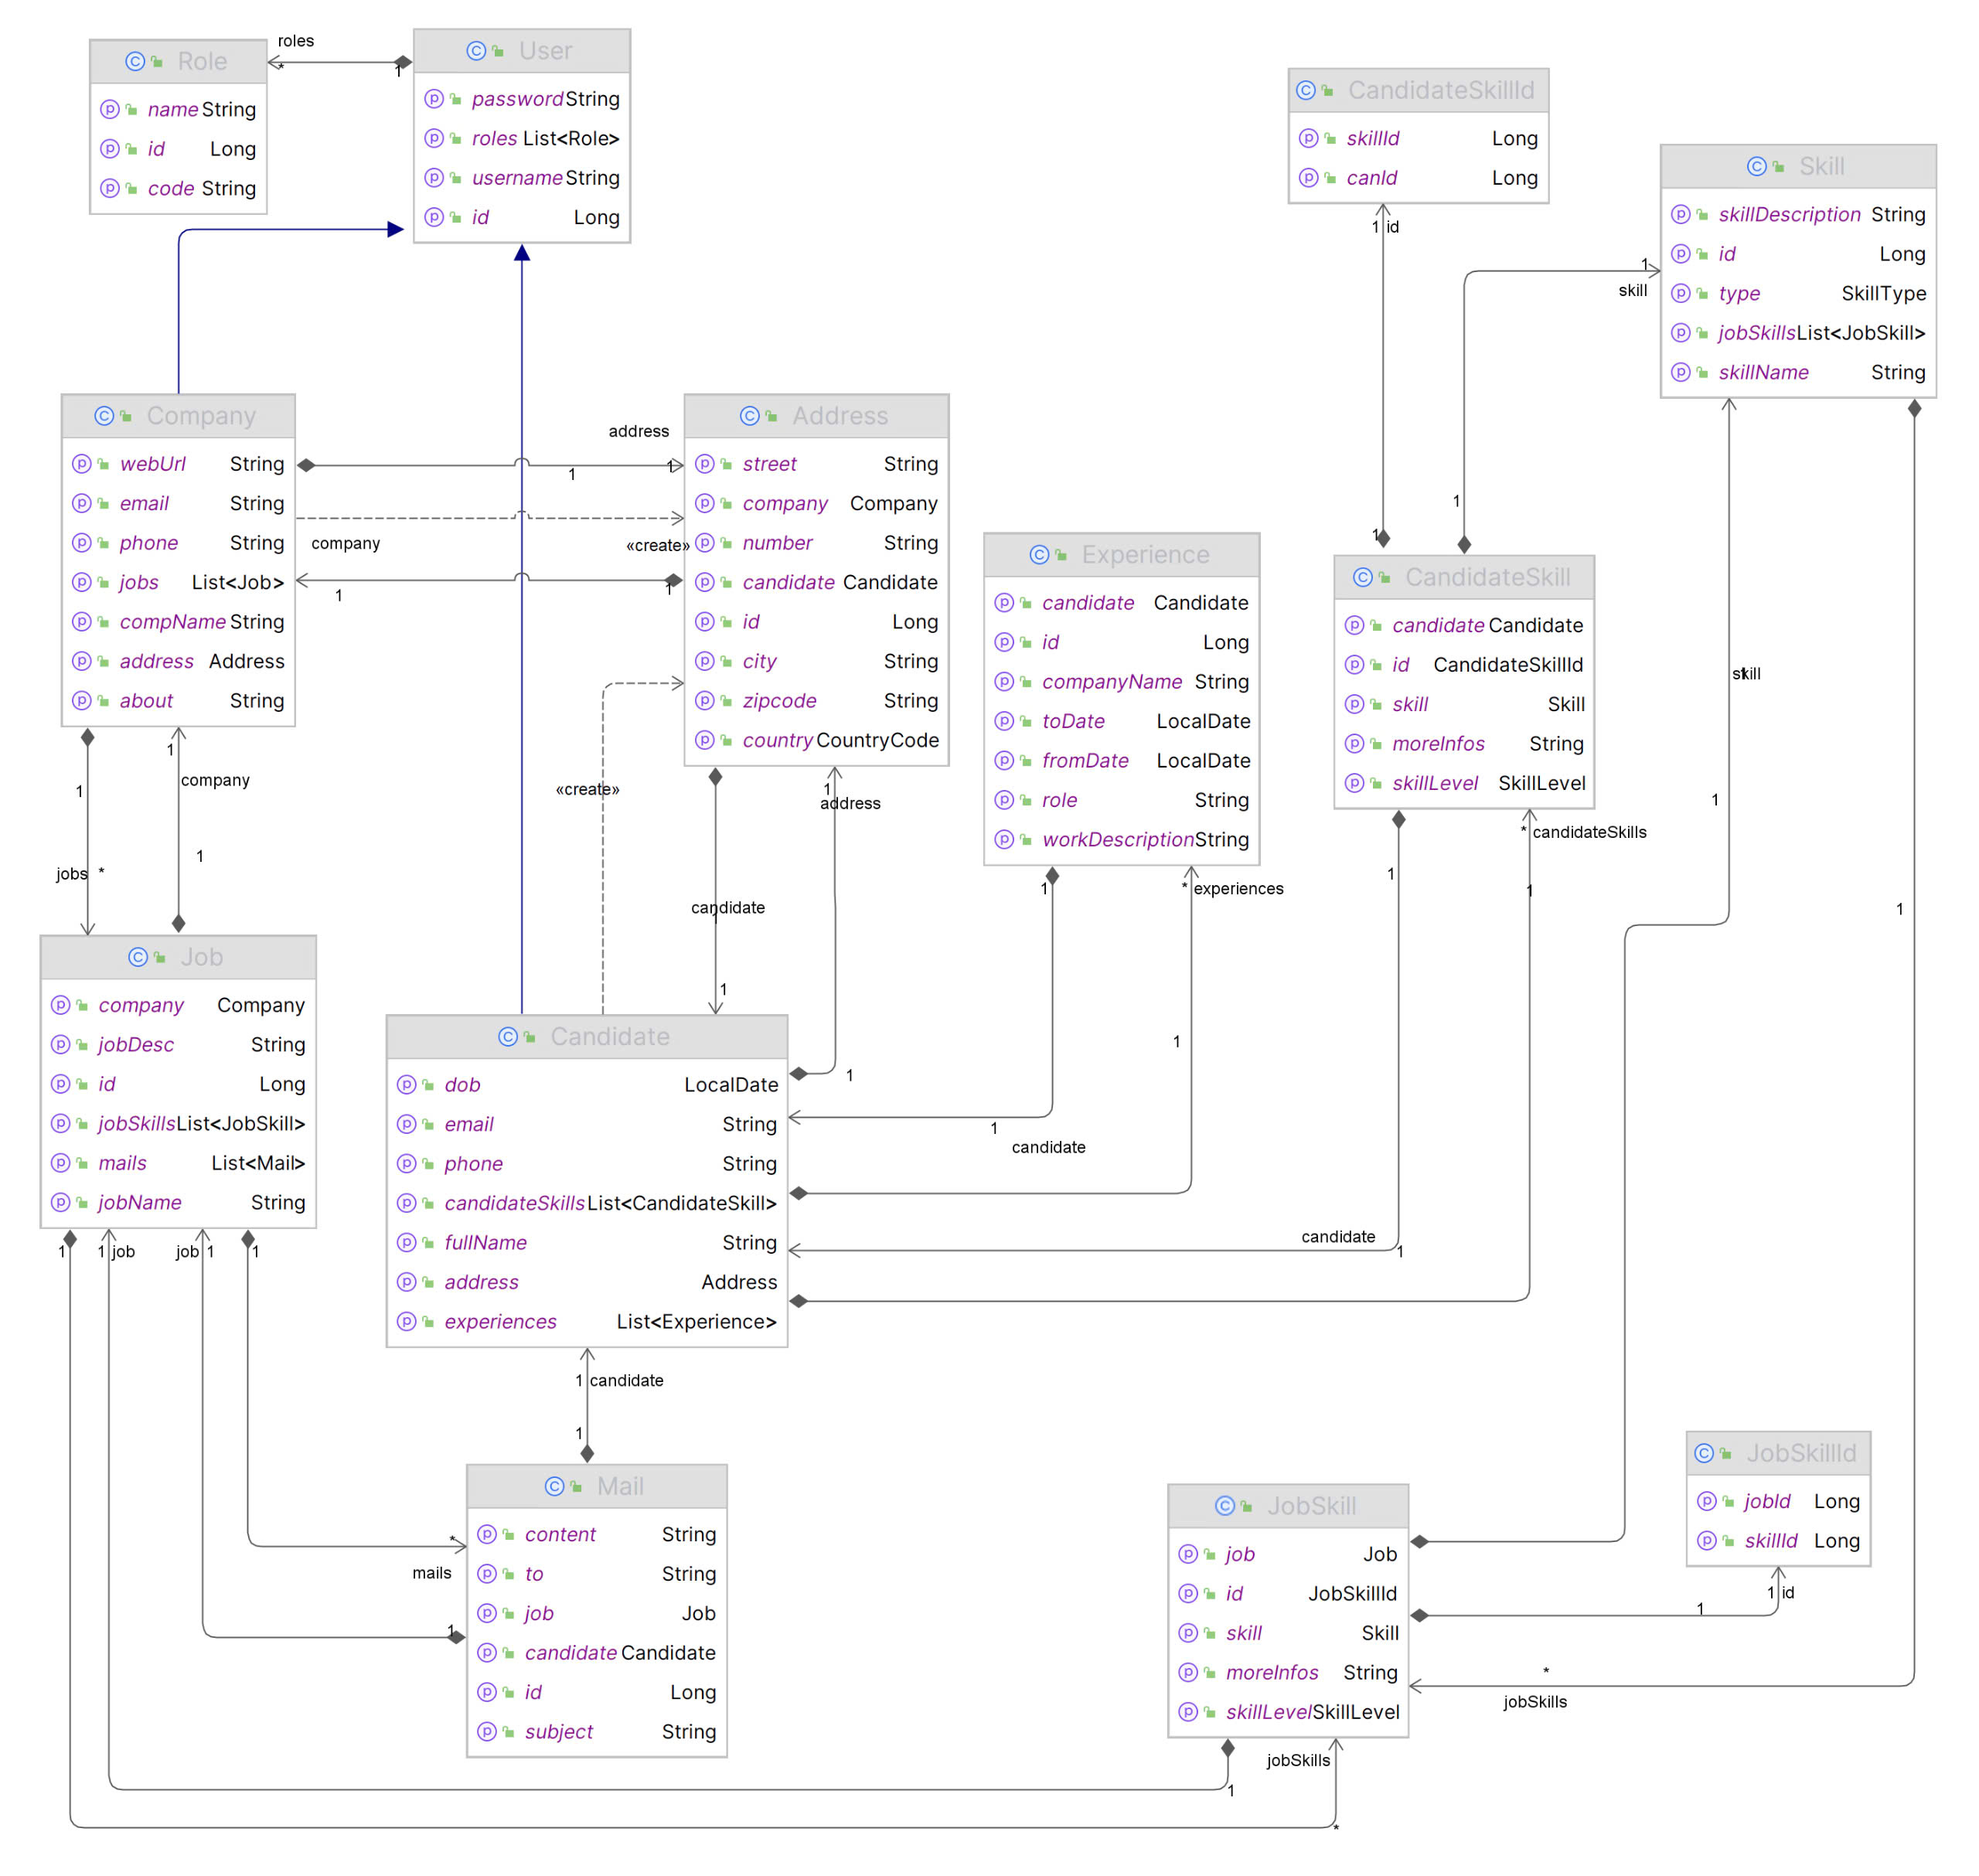 roles
*
1
Role
name String
id Long
code String
User
password String
roles List<Role>
username String
id Long
CandidateSkillId
skillId Long
canId Long
1 id
Skill
skillDescription String
id Long
type SkillType
jobSkills List<JobSkill>
skillName String
1
skill
Company
webUrl String
email String
phone String
jobs List<Job>
compName String
address Address
about String
address
1
1
company
«create»
1
1
Address
street String
company Company
number String
candidate Candidate
id Long
city String
zipcode String
country CountryCode
Experience
candidate Candidate
id Long
companyName String
toDate LocalDate
fromDate LocalDate
role String
workDescription String
1
1
CandidateSkill
candidate Candidate
id CandidateSkillId
skill Skill
moreInfos String
skillLevel SkillLevel
skill
1
1
1
1
company
1
1
jobs *
«create»
1
address
candidate
1
1
1
* experiences
1
* candidateSkills
1
1
1
Job
company Company
jobDesc String
id Long
jobSkills List<JobSkill>
mails List<Mail>
jobName String
Candidate
dob LocalDate
email String
phone String
candidateSkills List<CandidateSkill>
fullName String
address Address
experiences List<Experience>
1
1
candidate
1
candidate
1
1
1 job
job 1
1
1 candidate
1
Mail
content String
to String
job Job
candidate Candidate
id Long
subject String
*
mails
1
JobSkill
job Job
id JobSkillId
skill Skill
moreInfos String
skillLevel SkillLevel
JobSkillId
jobId Long
skillId Long
1 id
1
*
jobSkills
jobSkills
1
*